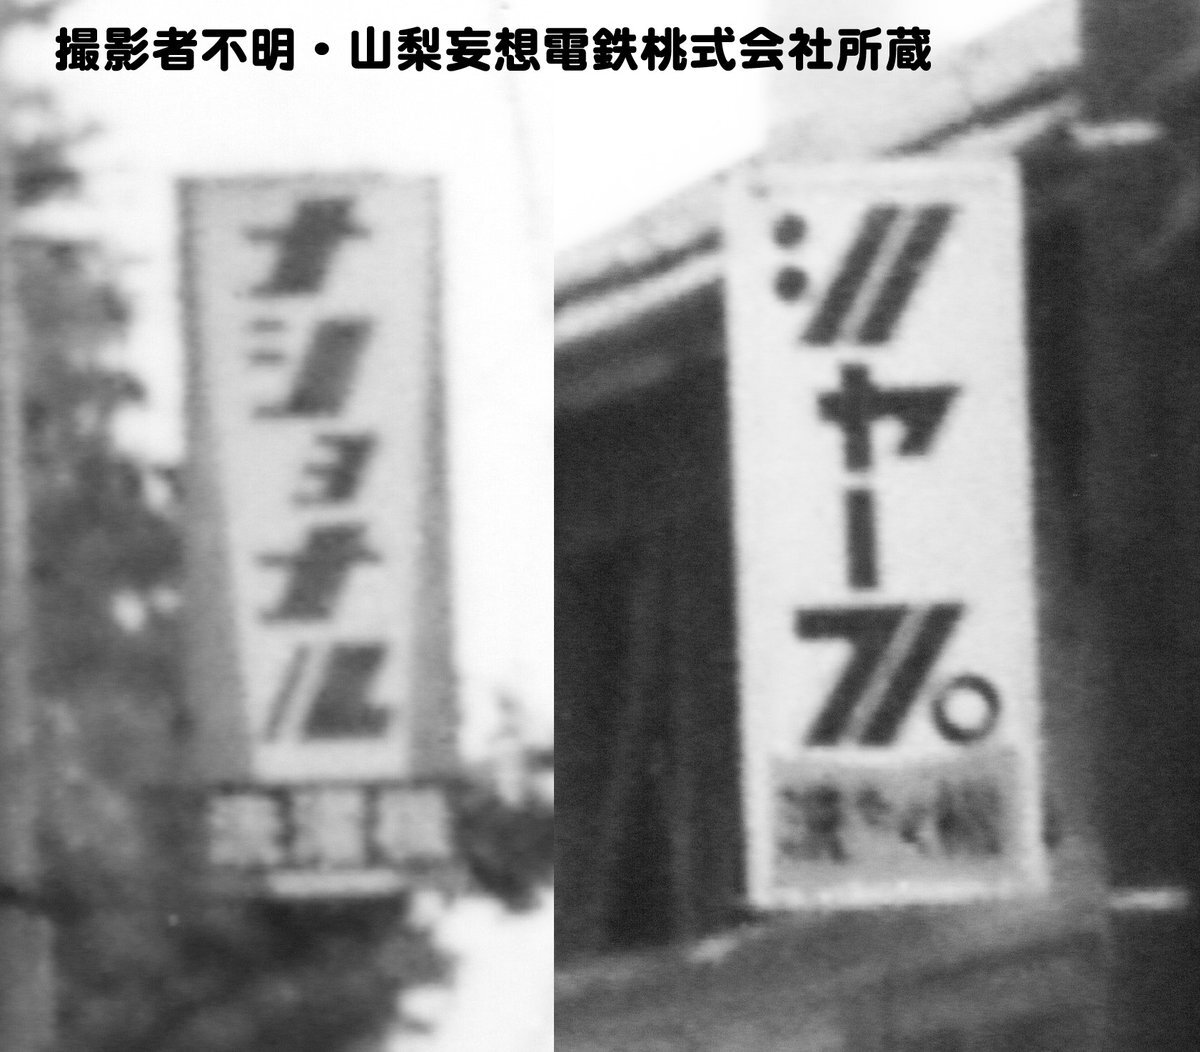 撮影者不明・山梨妄想電鉄桃式会社所蔵
ナショナル
シャープ